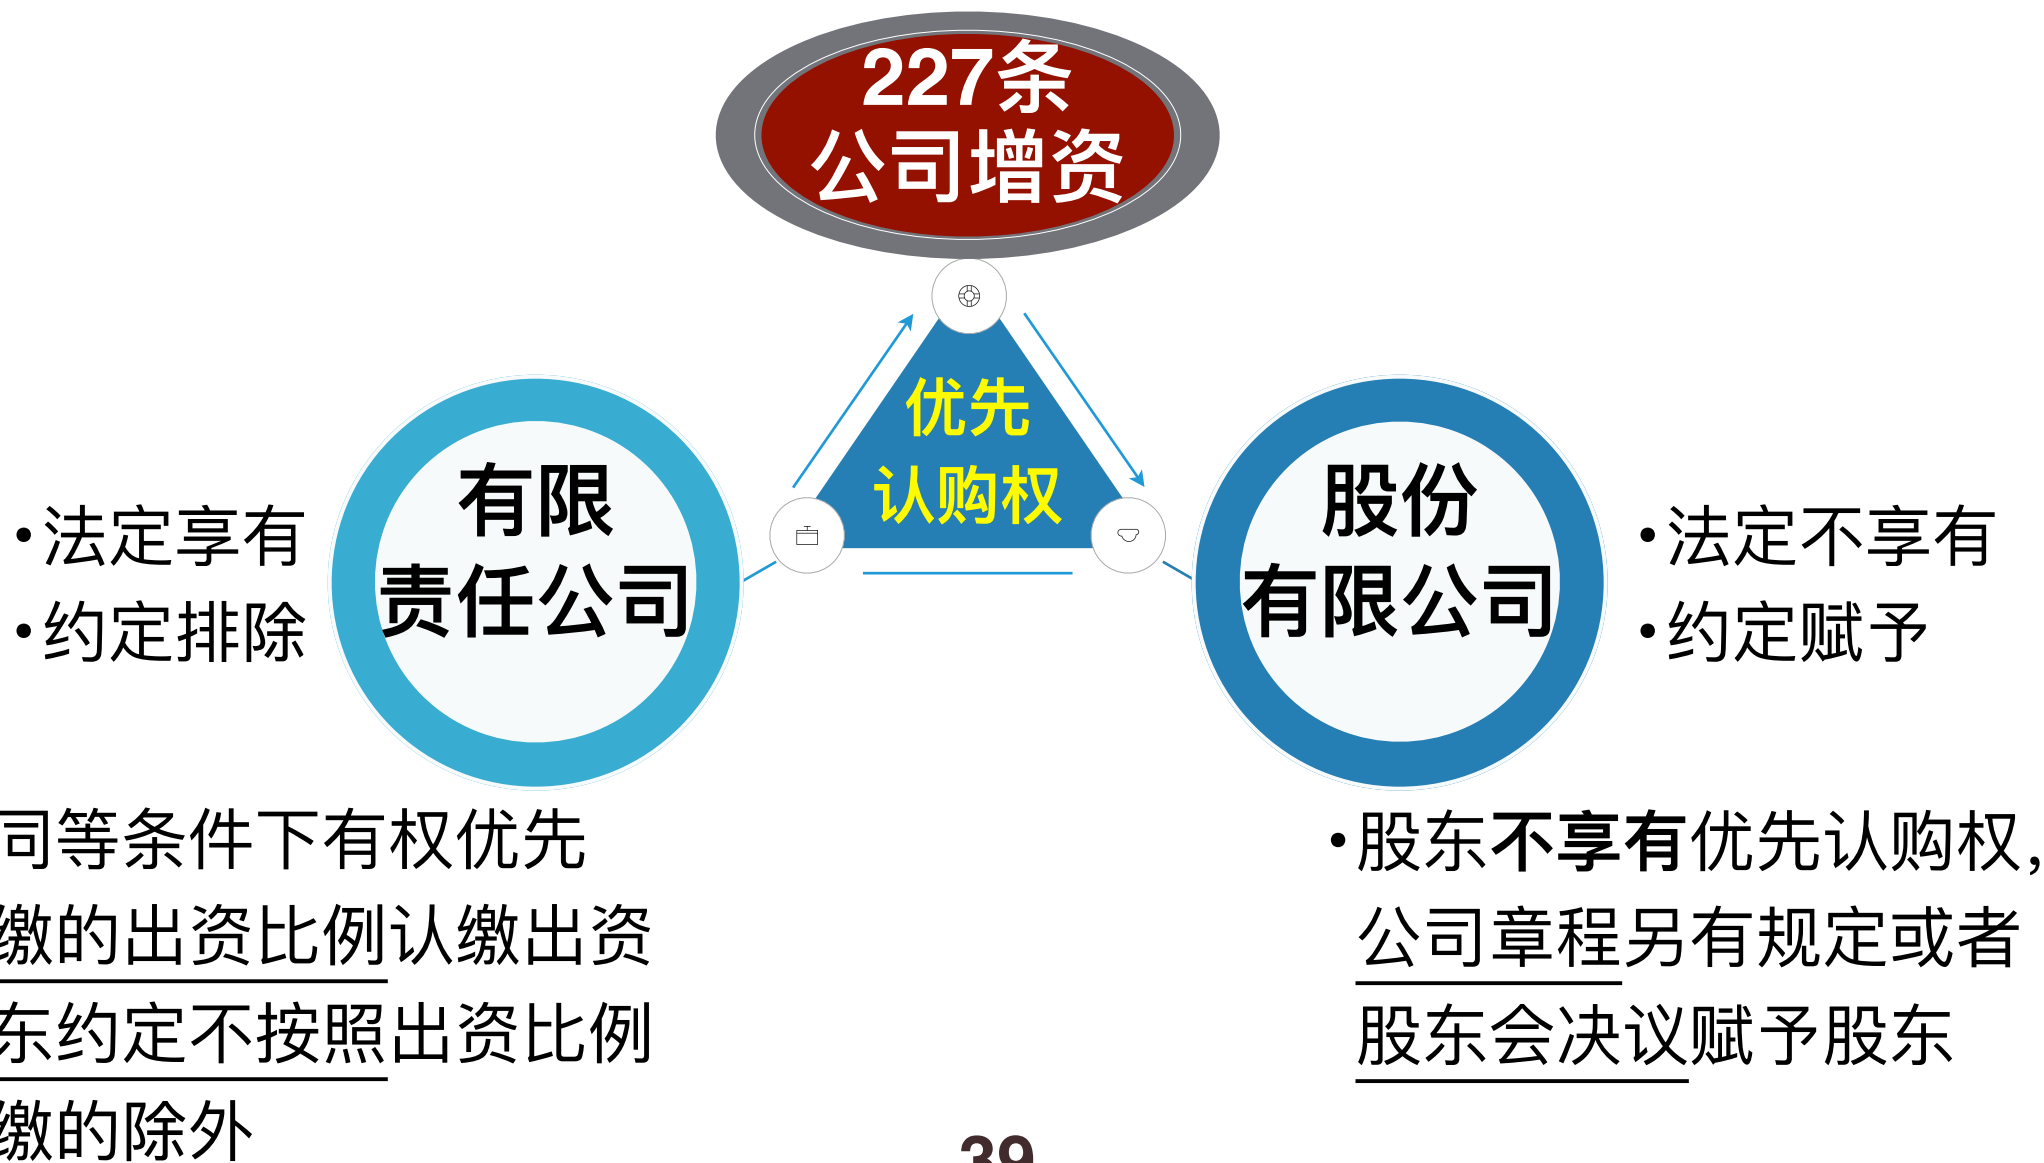 227条
公司增资
优先
认购权
有限
责任公司
•法定享有
•约定排除
同等条件下有权优先
缴的出资比例认缴出资
东约定不按照出资比例
缴的除外
股份
有限公司
•法定不享有
•约定赋予
•股东不享有优先认购权,
公司章程另有规定或者
股东会决议赋予股东
39